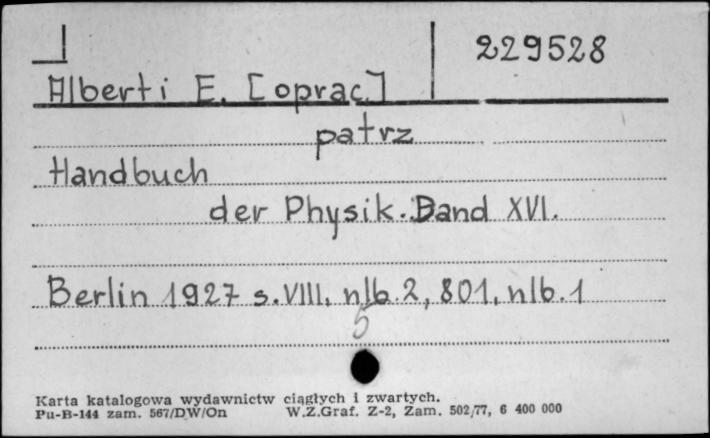 229528
Alberti E. [oprac.]
patrz
Handbuch
der Physik. Band XVI.
Berlin 1927 s. VIII, nlb. 2, 801, nlb. 1
5
Karta katalogowa wydawnictw ciągłych i zwartych.
Pu-B-144 zam. 567/DW/On W.Z.Graf. Z-2, Zam. 502/77, 6 400 000